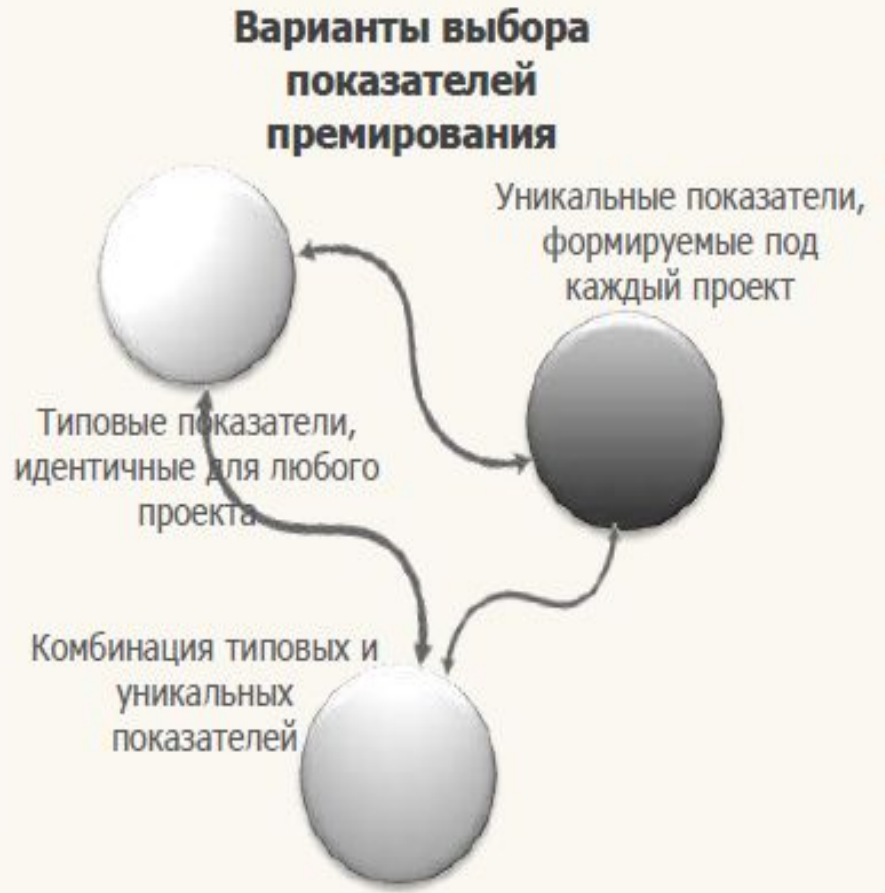 Варианты выбора
показателей
премирования
Уникальные показатели,
формируемые под
каждый проект
Типовые показатели,
идентичные для любого
проекта
Комбинация типовых и
уникальных
показателей